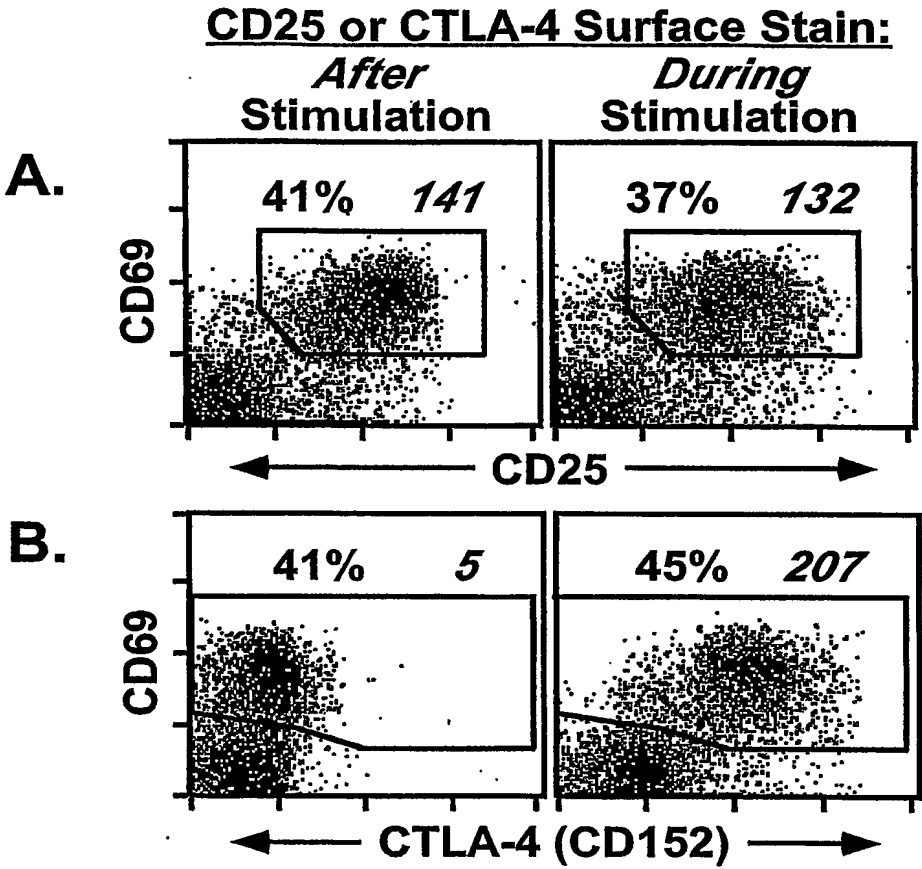 CD25 or CTLA-4 Surface Stain:
After During
Stimulation Stimulation
A.
41% 141 37% 132
CD69
CD25
B.
41% 5 45% 207
CD69
CTLA-4 (CD152)